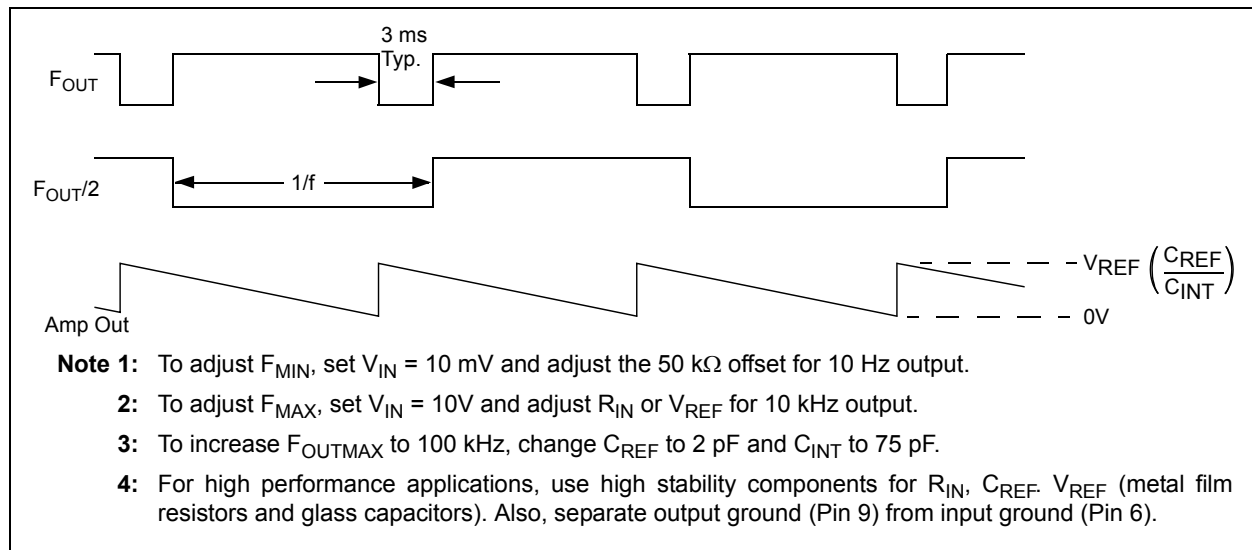 3 ms
Typ.
FOUT
FOUT/2
1/f
VREF (CREF/CINT)
Amp Out
0V
Note 1: To adjust FMIN, set VIN = 10 mV and adjust the 50 kΩ offset for 10 Hz output.
2: To adjust FMAX, set VIN = 10V and adjust RIN or VREF for 10 kHz output.
3: To increase FOUTMAX to 100 kHz, change CREF to 2 pF and CINT to 75 pF.
4: For high performance applications, use high stability components for RIN, CREF. VREF (metal film
resistors and glass capacitors). Also, separate output ground (Pin 9) from input ground (Pin 6).